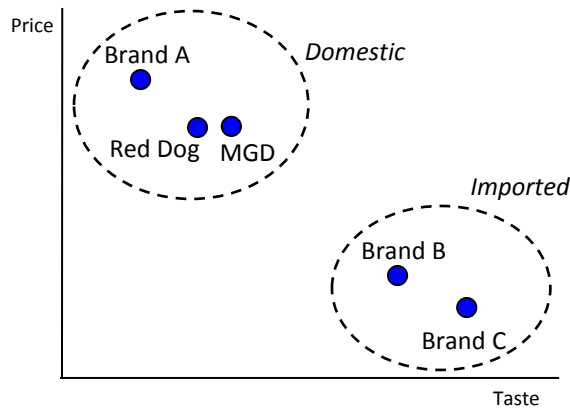 Price
Domestic
Brand A
Red Dog MGD
Imported
Brand B
Brand C
Taste